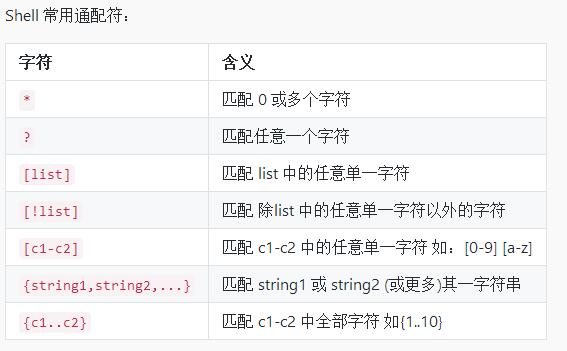 Shell 常用通配符：
字符 含义
* 匹配 0 或多个字符
? 匹配任意一个字符
[list] 匹配 list 中的任意单一字符
[!list] 匹配 除list 中的任意单一字符以外的字符
[c1-c2] 匹配 c1-c2 中的任意单一字符 如：[0-9] [a-z]
{string1,string2,...} 匹配 string1 或 string2 (或更多)其一字符串
{c1..c2} 匹配 c1-c2 中全部字符 如{1..10}